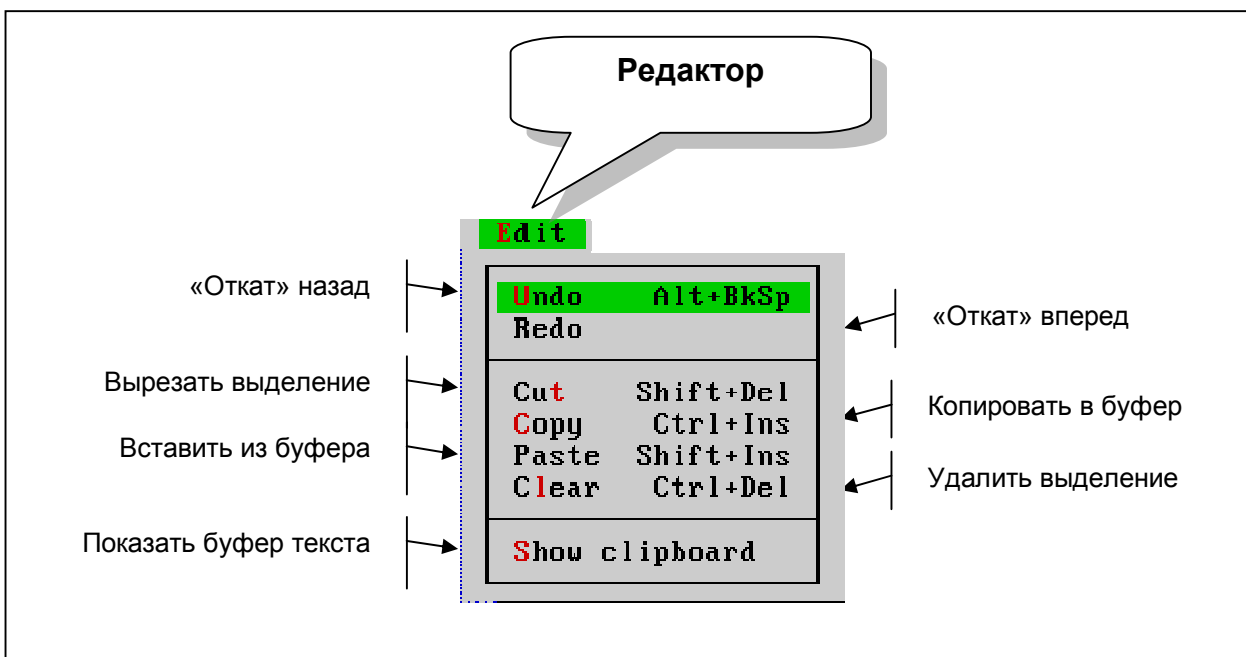 Редактор
Edit
«Откат» назад
Undo Alt+BkSp
Redo
«Откат» вперед
Вырезать выделение
Cut Shift+Del
Copy Ctrl+Ins
Копировать в буфер
Вставить из буфера
Paste Shift+Ins
Clear Ctrl+Del
Удалить выделение
Показать буфер текста
Show clipboard